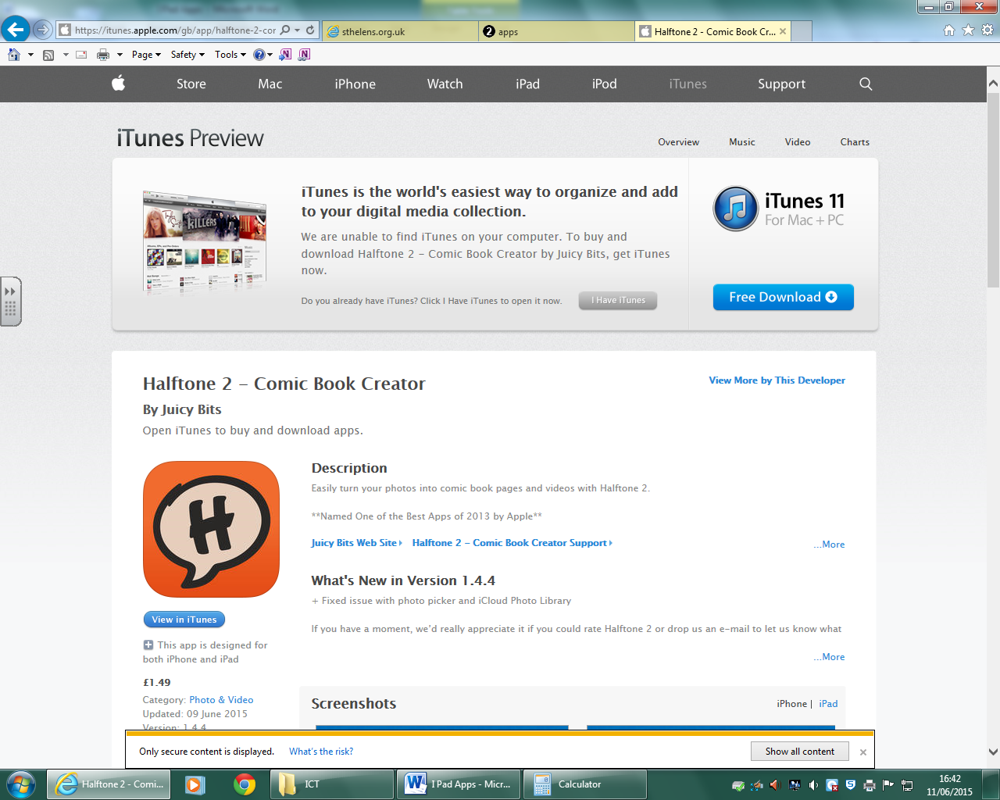 https://itunes.apple.com/gb/app/halftone-2-cor
sthelens.org.uk
apps
Halftone 2 - Comic Book Cr...
Page
Safety
Tools
Store
Mac
iPhone
Watch
iPad
iPod
iTunes
Support
iTunes Preview
Overview
Music
Video
Charts
iTunes is the world's easiest way to organize and add
to your digital media collection.
We are unable to find iTunes on your computer. To buy and
download Halftone 2 – Comic Book Creator by Juicy Bits, get iTunes
now.
Do you already have iTunes? Click I Have iTunes to open it now.
I Have iTunes
KILLERS
iTunes 11
For Mac + PC
Free Download
Halftone 2 – Comic Book Creator
View More by This Developer
By Juicy Bits
Open iTunes to buy and download apps.
H
Description
Easily turn your photos into comic book pages and videos with Halftone 2.
**Named One of the Best Apps of 2013 by Apple**
Juicy Bits Web Site
Halftone 2 – Comic Book Creator Support
...More
What's New in Version 1.4.4
+ Fixed issue with photo picker and iCloud Photo Library
If you have a moment, we'd really appreciate it if you could rate Halftone 2 or drop us an e-mail to let us know what
...More
View in iTunes
This app is designed for
both iPhone and iPad
£1.49
Category: Photo & Video
Updated: 09 June 2015
Version: 1.4.4
Screenshots
iPhone |
iPad
Only secure content is displayed.
What's the risk?
Show all content
Halftone 2 - Comi...
ICT
I Pad Apps - Micr...
Calculator
16:42
11/06/2015